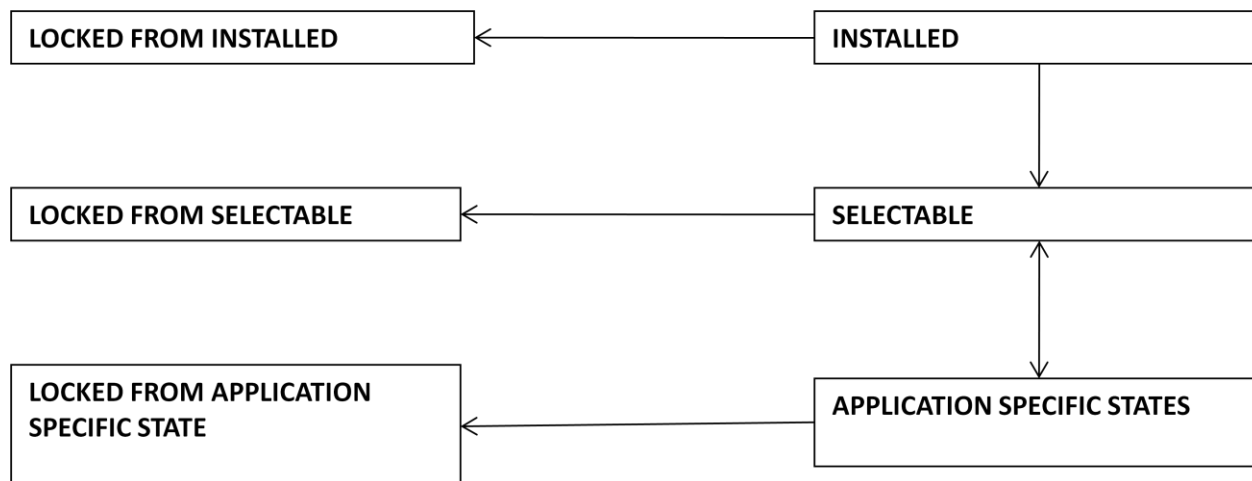 LOCKED FROM INSTALLED
INSTALLED
LOCKED FROM SELECTABLE
SELECTABLE
LOCKED FROM APPLICATION
SPECIFIC STATE
APPLICATION SPECIFIC STATES